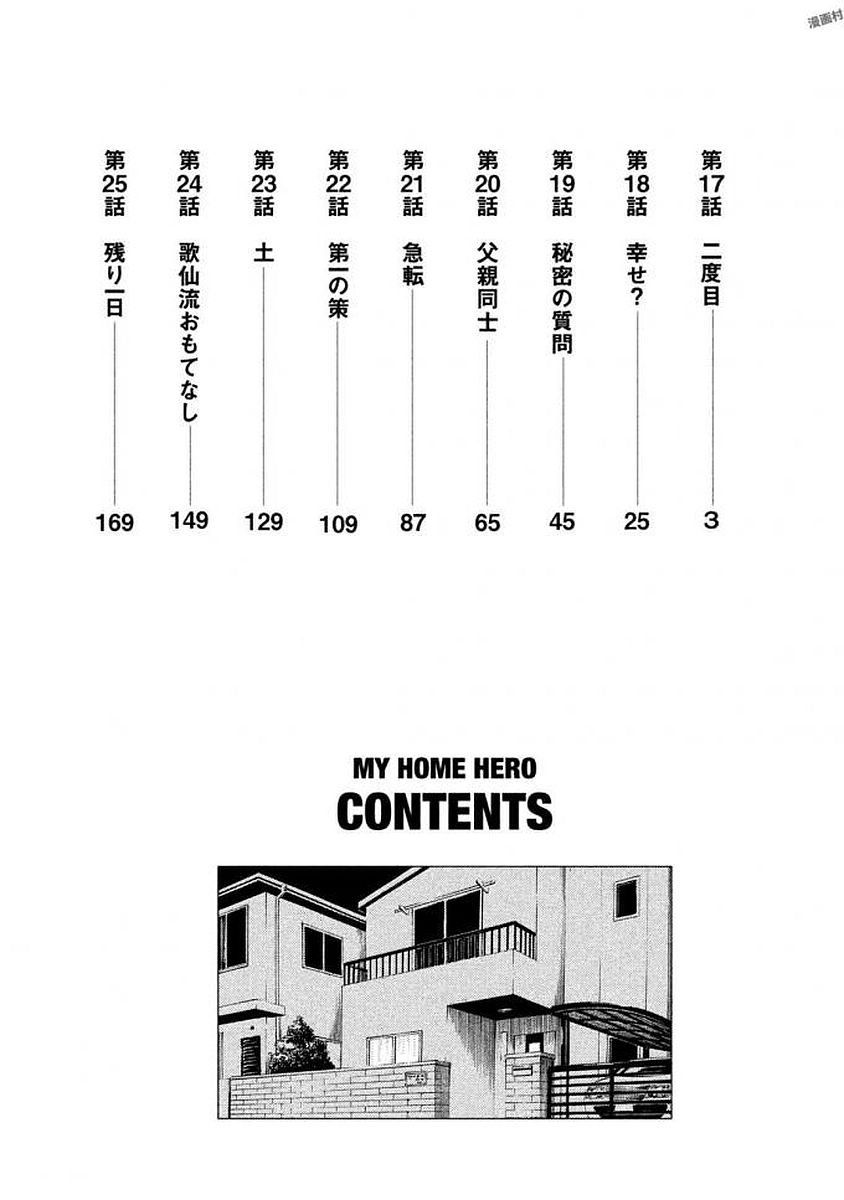 漫画村
第17話 二度目 3
第18話 幸せ? 25
第19話 秘密の質問 45
第20話 父親同士 65
第21話 急転 87
第22話 第一の策 109
第23話 土 129
第24話 歌仙流おもてなし 149
第25話 残り一日 169
MY HOME HERO
CONTENTS